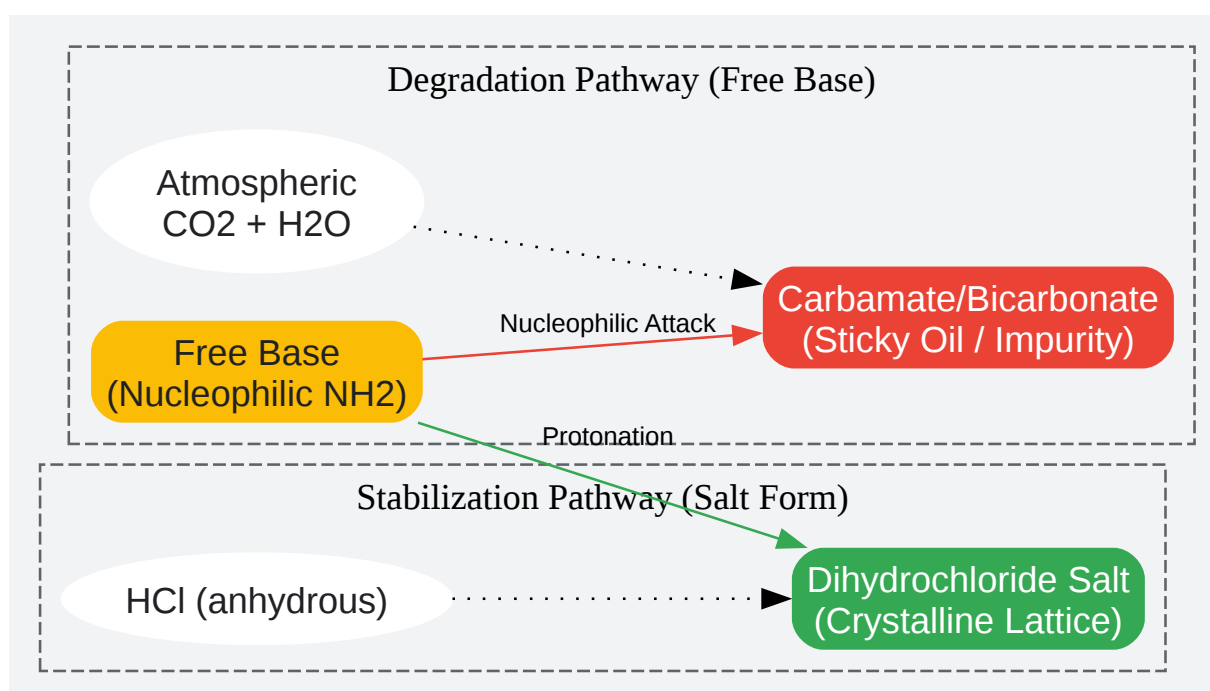 Degradation Pathway (Free Base)
Atmospheric
CO2 + H2O
Carbamate/Bicarbonate
(Sticky Oil / Impurity)
Nucleophilic Attack
Free Base
(Nucleophilic NH2)
Protonation
Stabilization Pathway (Salt Form)
HCl (anhydrous)
Dihydrochloride Salt
(Crystalline Lattice)